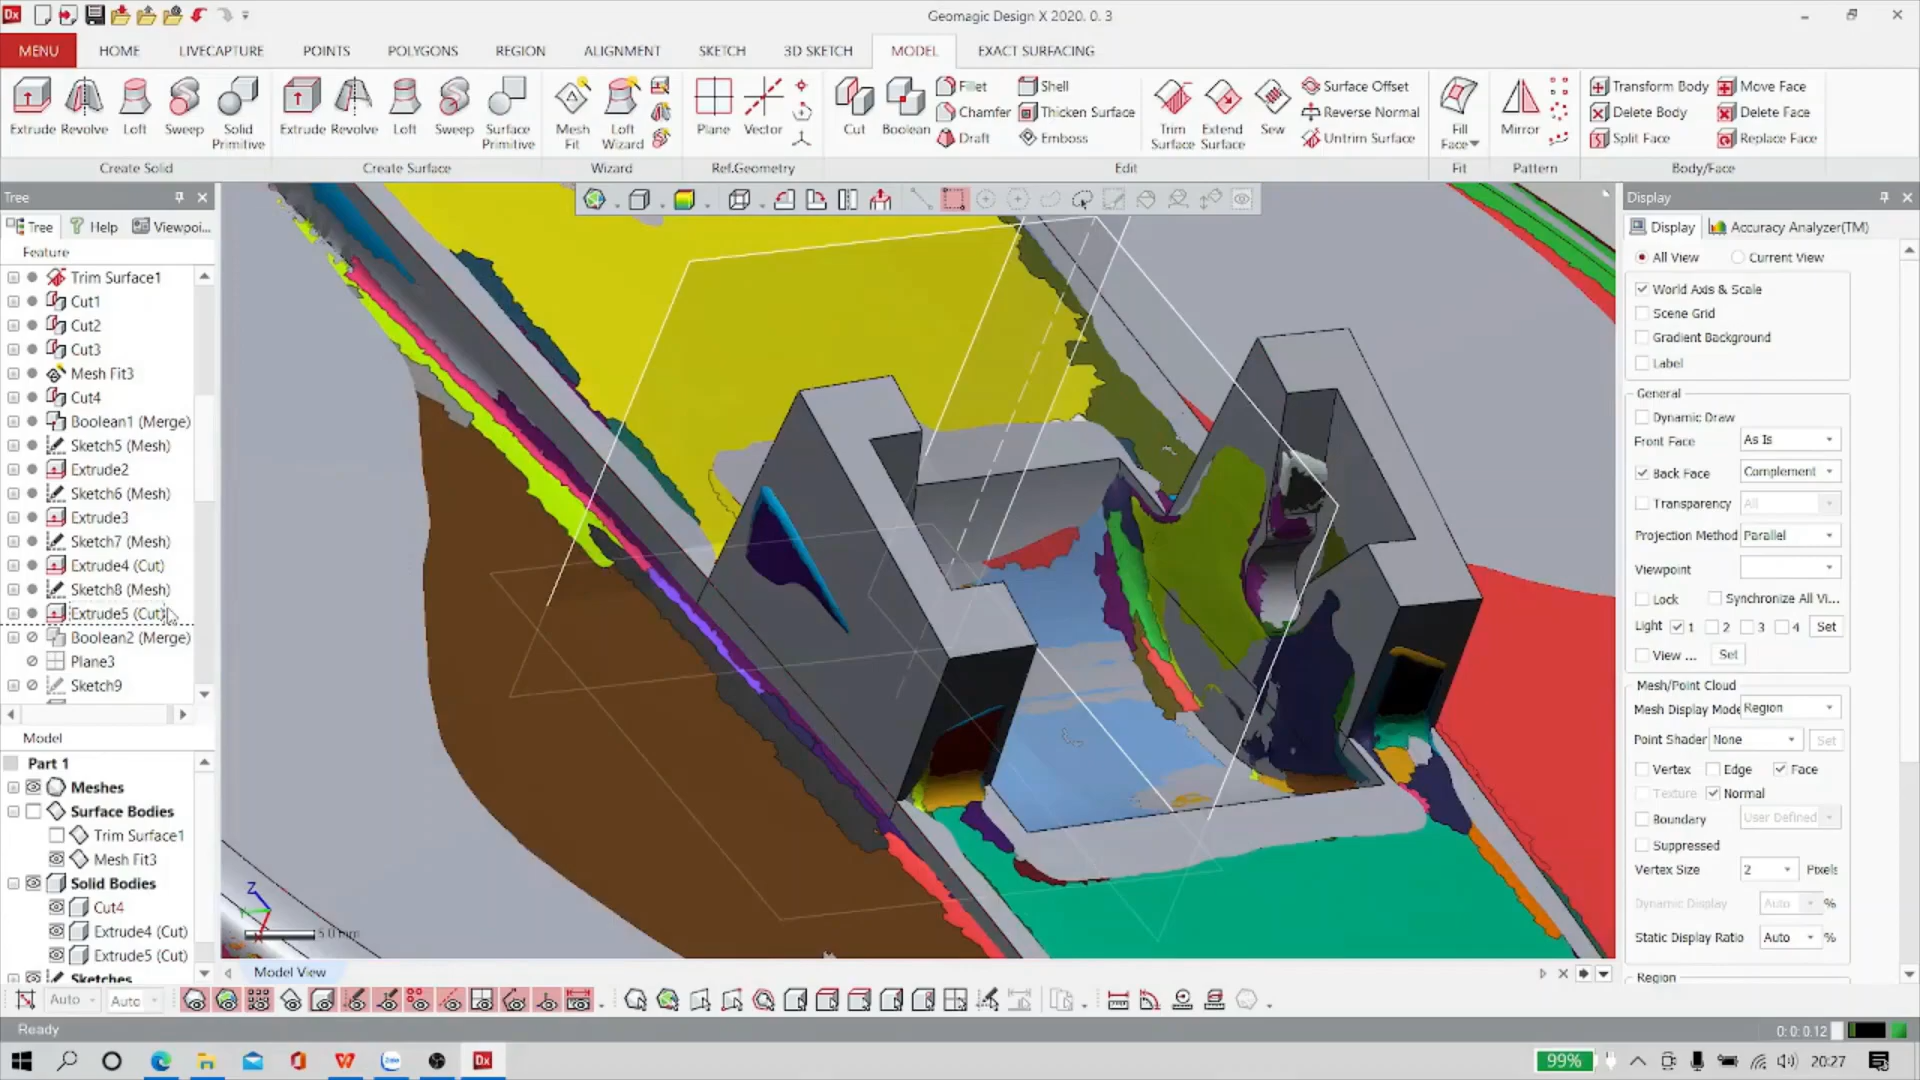 Geomagic Design X 2020. 0. 3
MENU HOME LIVECAPTURE POINTS POLYGONS REGION ALIGNMENT SKETCH 3D SKETCH MODEL EXACT SURFACING
Extrude Revolve Loft Sweep Solid Primitive
Extrude Revolve Loft Sweep Surface Primitive
Mesh Fit Loft Wizard
Plane Vector
Cut Boolean
Fillet Shell
Chamfer Thicken Surface
Draft Emboss
Trim Surface Extend Surface Sew
Surface Offset
Reverse Normal
Untrim Surface
Fill Face
Mirror
Transform Body Move Face
Delete Body Delete Face
Split Face Replace Face
Create Solid Create Surface Wizard Ref.Geometry Edit Fit Pattern Body/Face
Tree
Tree Help Viewpoi...
Feature
Trim Surface1
Cut1
Cut2
Cut3
Mesh Fit3
Cut4
Boolean1 (Merge)
Sketch5 (Mesh)
Extrude2
Sketch6 (Mesh)
Extrude3
Sketch7 (Mesh)
Extrude4 (Cut)
Sketch8 (Mesh)
Extrude5 (Cut)
Boolean2 (Merge)
Plane3
Sketch9
Model
Part 1
Meshes
Surface Bodies
Trim Surface1
Mesh Fit3
Solid Bodies
Cut4
Extrude4 (Cut)
Extrude5 (Cut)
Sketches
Z
Y
X
5.0 mm
Model View
Display
Display Accuracy Analyzer(TM)
All View Current View
World Axis & Scale
Scene Grid
Gradient Background
Label
General
Dynamic Draw
Front Face As Is
Back Face Complement
Transparency All
Projection Method Parallel
Viewpoint
Lock Synchronize All Vi...
Light 1 2 3 4 Set
View ... Set
Mesh/Point Cloud
Mesh Display Mode Region
Point Shader None Set
Vertex Edge Face
Texture Normal
Boundary User Defined
Suppressed
Vertex Size 2 Pixels
Dynamic Display Auto %
Static Display Ratio Auto %
Region
Auto Auto
Ready
0: 0: 0.12
99%
20:27